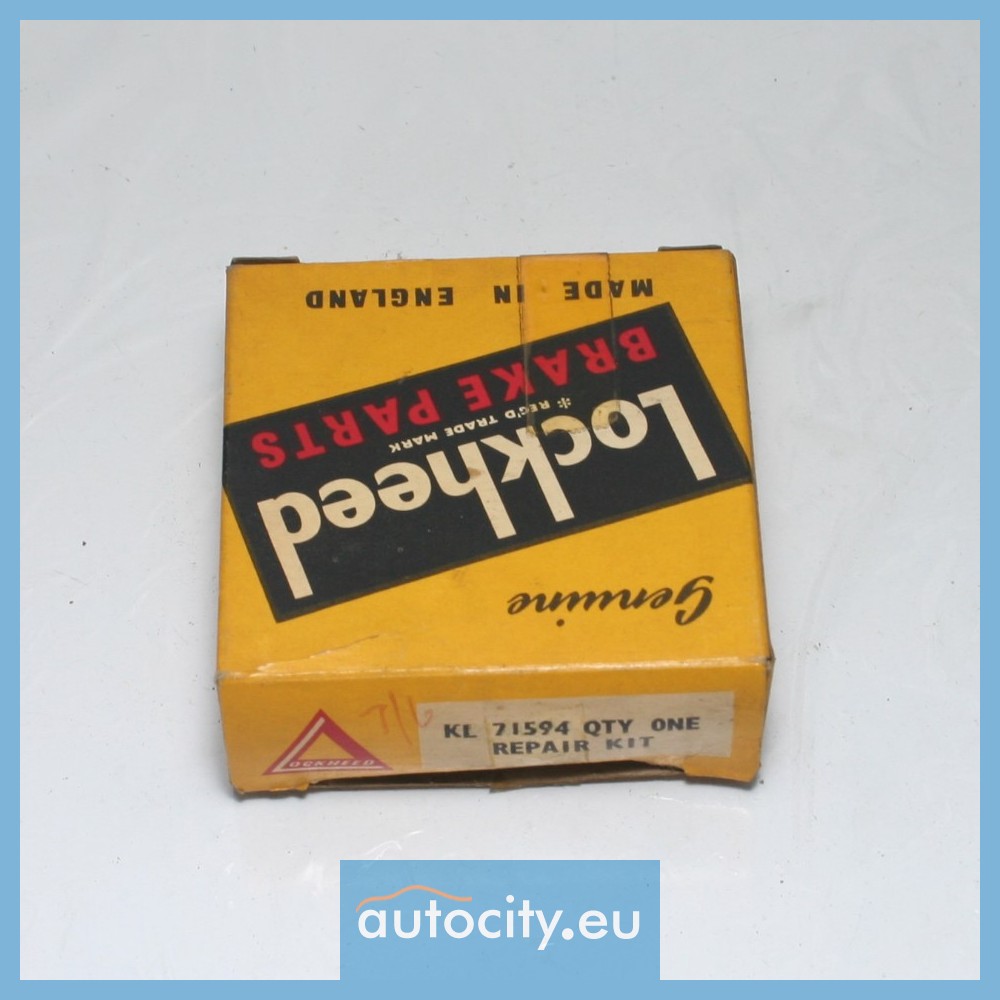 MADE IN ENGLAND
BRAKE PARTS
* REG'D TRADE MARK
Lockheed
Genuine
KL 71594 QTY ONE
REPAIR KIT
LOCKHEED
autocity.eu